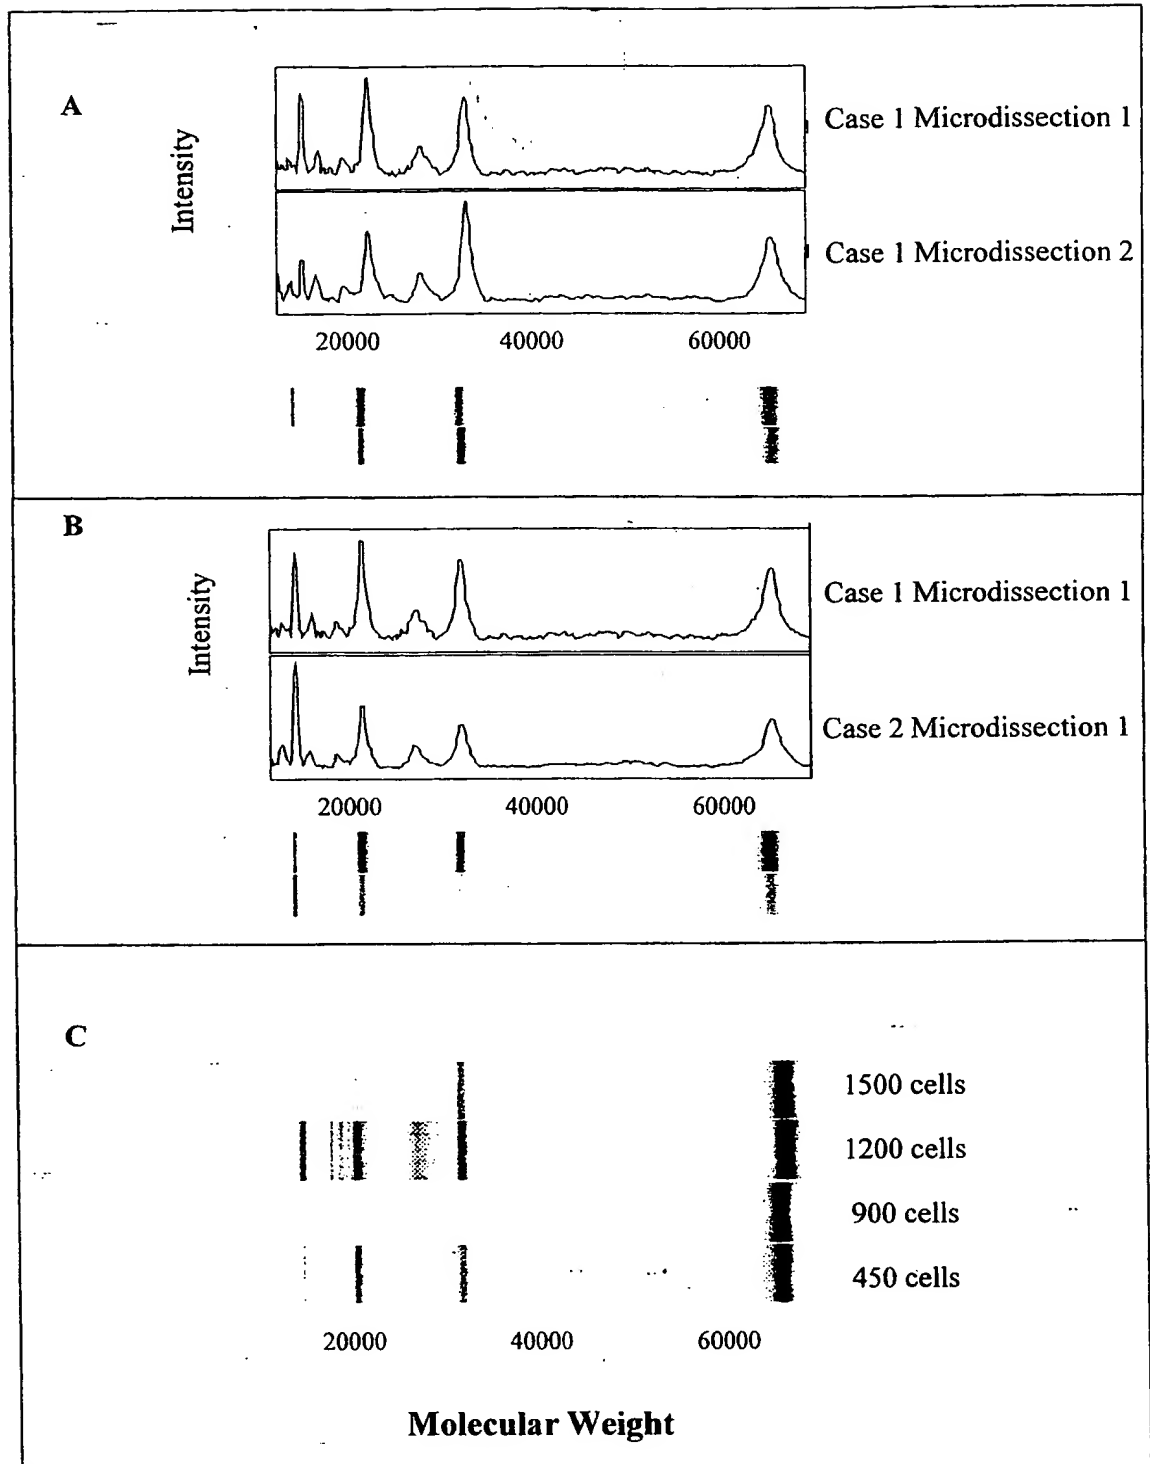 A
Intensity
Case 1 Microdissection 1
Case 1 Microdissection 2
20000 40000 60000
B
Intensity
Case 1 Microdissection 1
Case 2 Microdissection 1
20000 40000 60000
C
1500 cells
1200 cells
900 cells
450 cells
20000 40000 60000
Molecular Weight